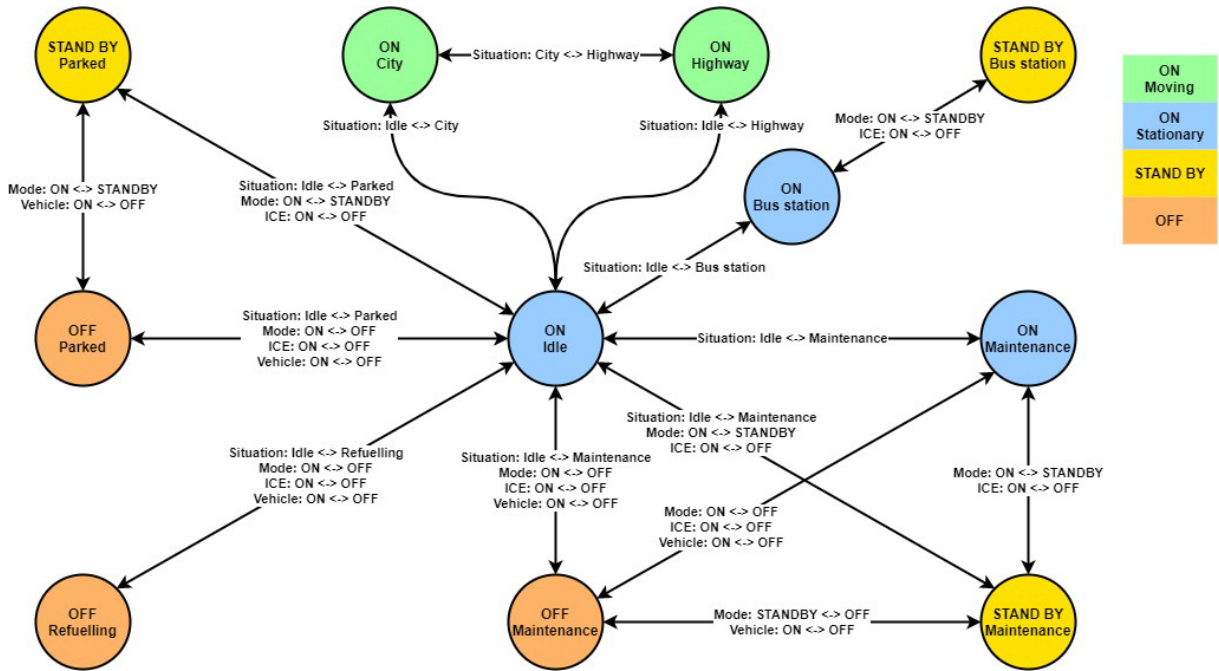 STAND BY
Parked
ON
City
Situation: City <-> Highway
ON
Highway
STAND BY
Bus station
ON
Moving
ON
Stationary
STAND BY
OFF
Situation: Idle <-> City
Situation: Idle <-> Highway
Mode: ON <-> STANDBY
ICE: ON <-> OFF
Mode: ON <-> STANDBY
Vehicle: ON <-> OFF
Situation: Idle <-> Parked
Mode: ON <-> STANDBY
ICE: ON <-> OFF
ON
Bus station
Situation: Idle <-> Bus station
OFF
Parked
Situation: Idle <-> Parked
Mode: ON <-> OFF
ICE: ON <-> OFF
Vehicle: ON <-> OFF
ON
Idle
Situation: Idle <-> Maintenance
ON
Maintenance
Situation: Idle <-> Refuelling
Mode: ON <-> OFF
ICE: ON <-> OFF
Vehicle: ON <-> OFF
Situation: Idle <-> Maintenance
Mode: ON <-> OFF
ICE: ON <-> OFF
Vehicle: ON <-> OFF
Situation: Idle <-> Maintenance
Mode: ON <-> STANDBY
ICE: ON <-> OFF
Mode: ON <-> STANDBY
ICE: ON <-> OFF
Mode: ON <-> OFF
ICE: ON <-> OFF
Vehicle: ON <-> OFF
OFF
Refuelling
OFF
Maintenance
Mode: STANDBY <-> OFF
Vehicle: ON <-> OFF
STAND BY
Maintenance